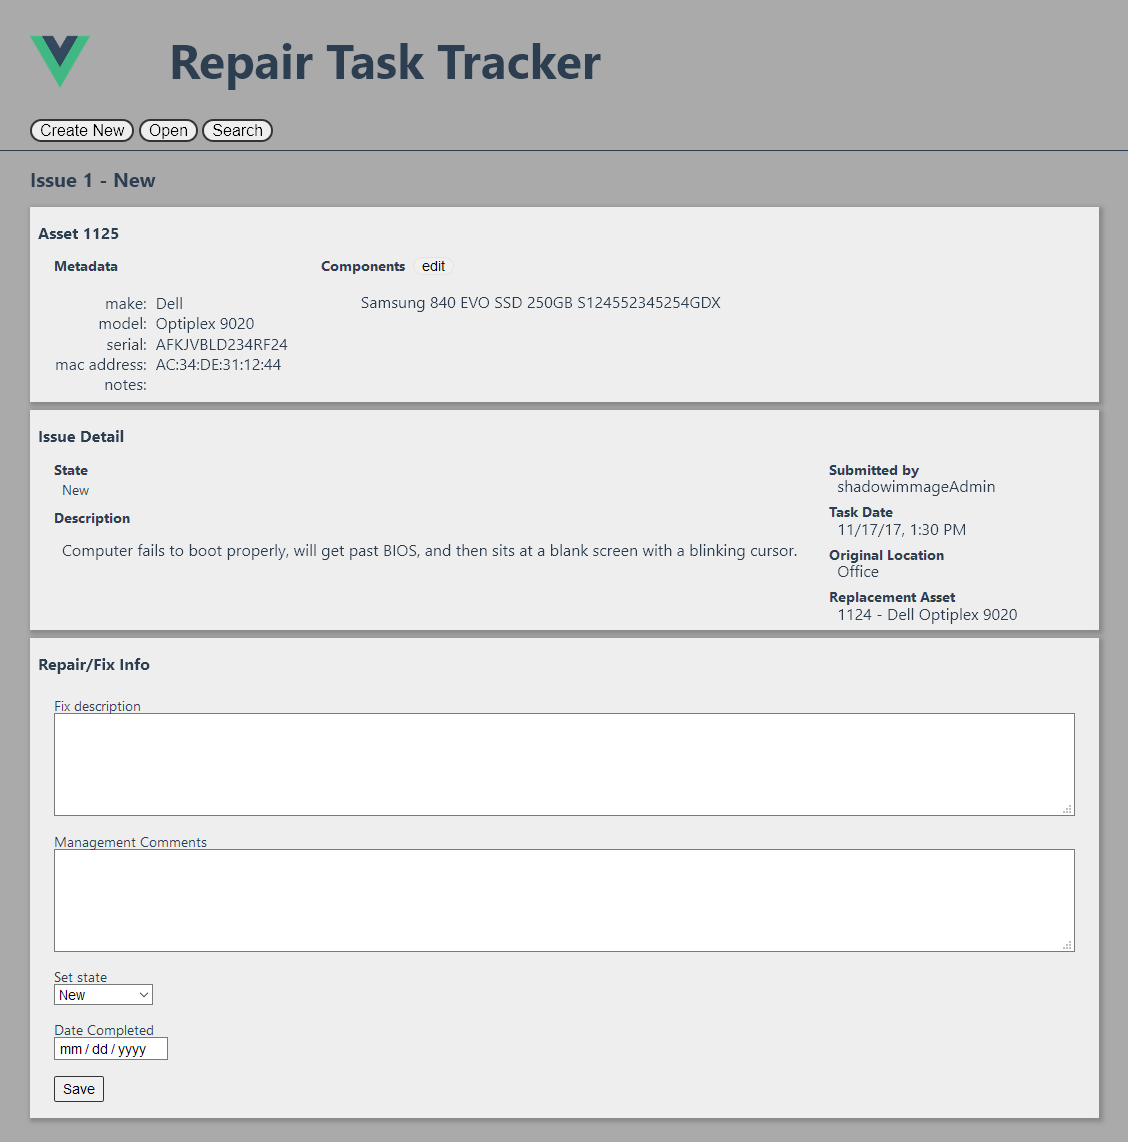 Repair Task Tracker
Create New Open Search
Issue 1 - New
Asset 1125
Metadata
make: Dell
model: Optiplex 9020
serial: AFKJVBLD234RF24
mac address: AC:34:DE:31:12:44
notes:
Components edit
Samsung 840 EVO SSD 250GB S124552345254GDX
Issue Detail
State
New
Description
Computer fails to boot properly, will get past BIOS, and then sits at a blank screen with a blinking cursor.
Submitted by
shadowimmageAdmin
Task Date
11/17/17, 1:30 PM
Original Location
Office
Replacement Asset
1124 - Dell Optiplex 9020
Repair/Fix Info
Fix description
Management Comments
Set state
New
Date Completed
mm / dd / yyyy
Save